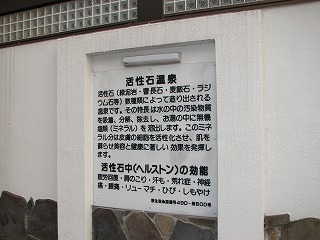 活性石温泉
活性石(緑泥岩・曹長石・麦飯石・ラジ
ウム石等)数種類によって造り出される
温泉です。その特長は水の中の汚染物質
を吸着、分解、除去し、お湯の中に無機
塩類(ミネラル)を溶出します。このミネ
ラル分は皮膚の細胞を活性化させ、肌を
蘇らせ美容と健康に著しい効果を発揮し
ます。
活性石中(ヘルストン)の効能
疲労回復・肩のこり・汗も・荒れ症・神経
痛・腰痛・リューマチ・ひび・しもやけ